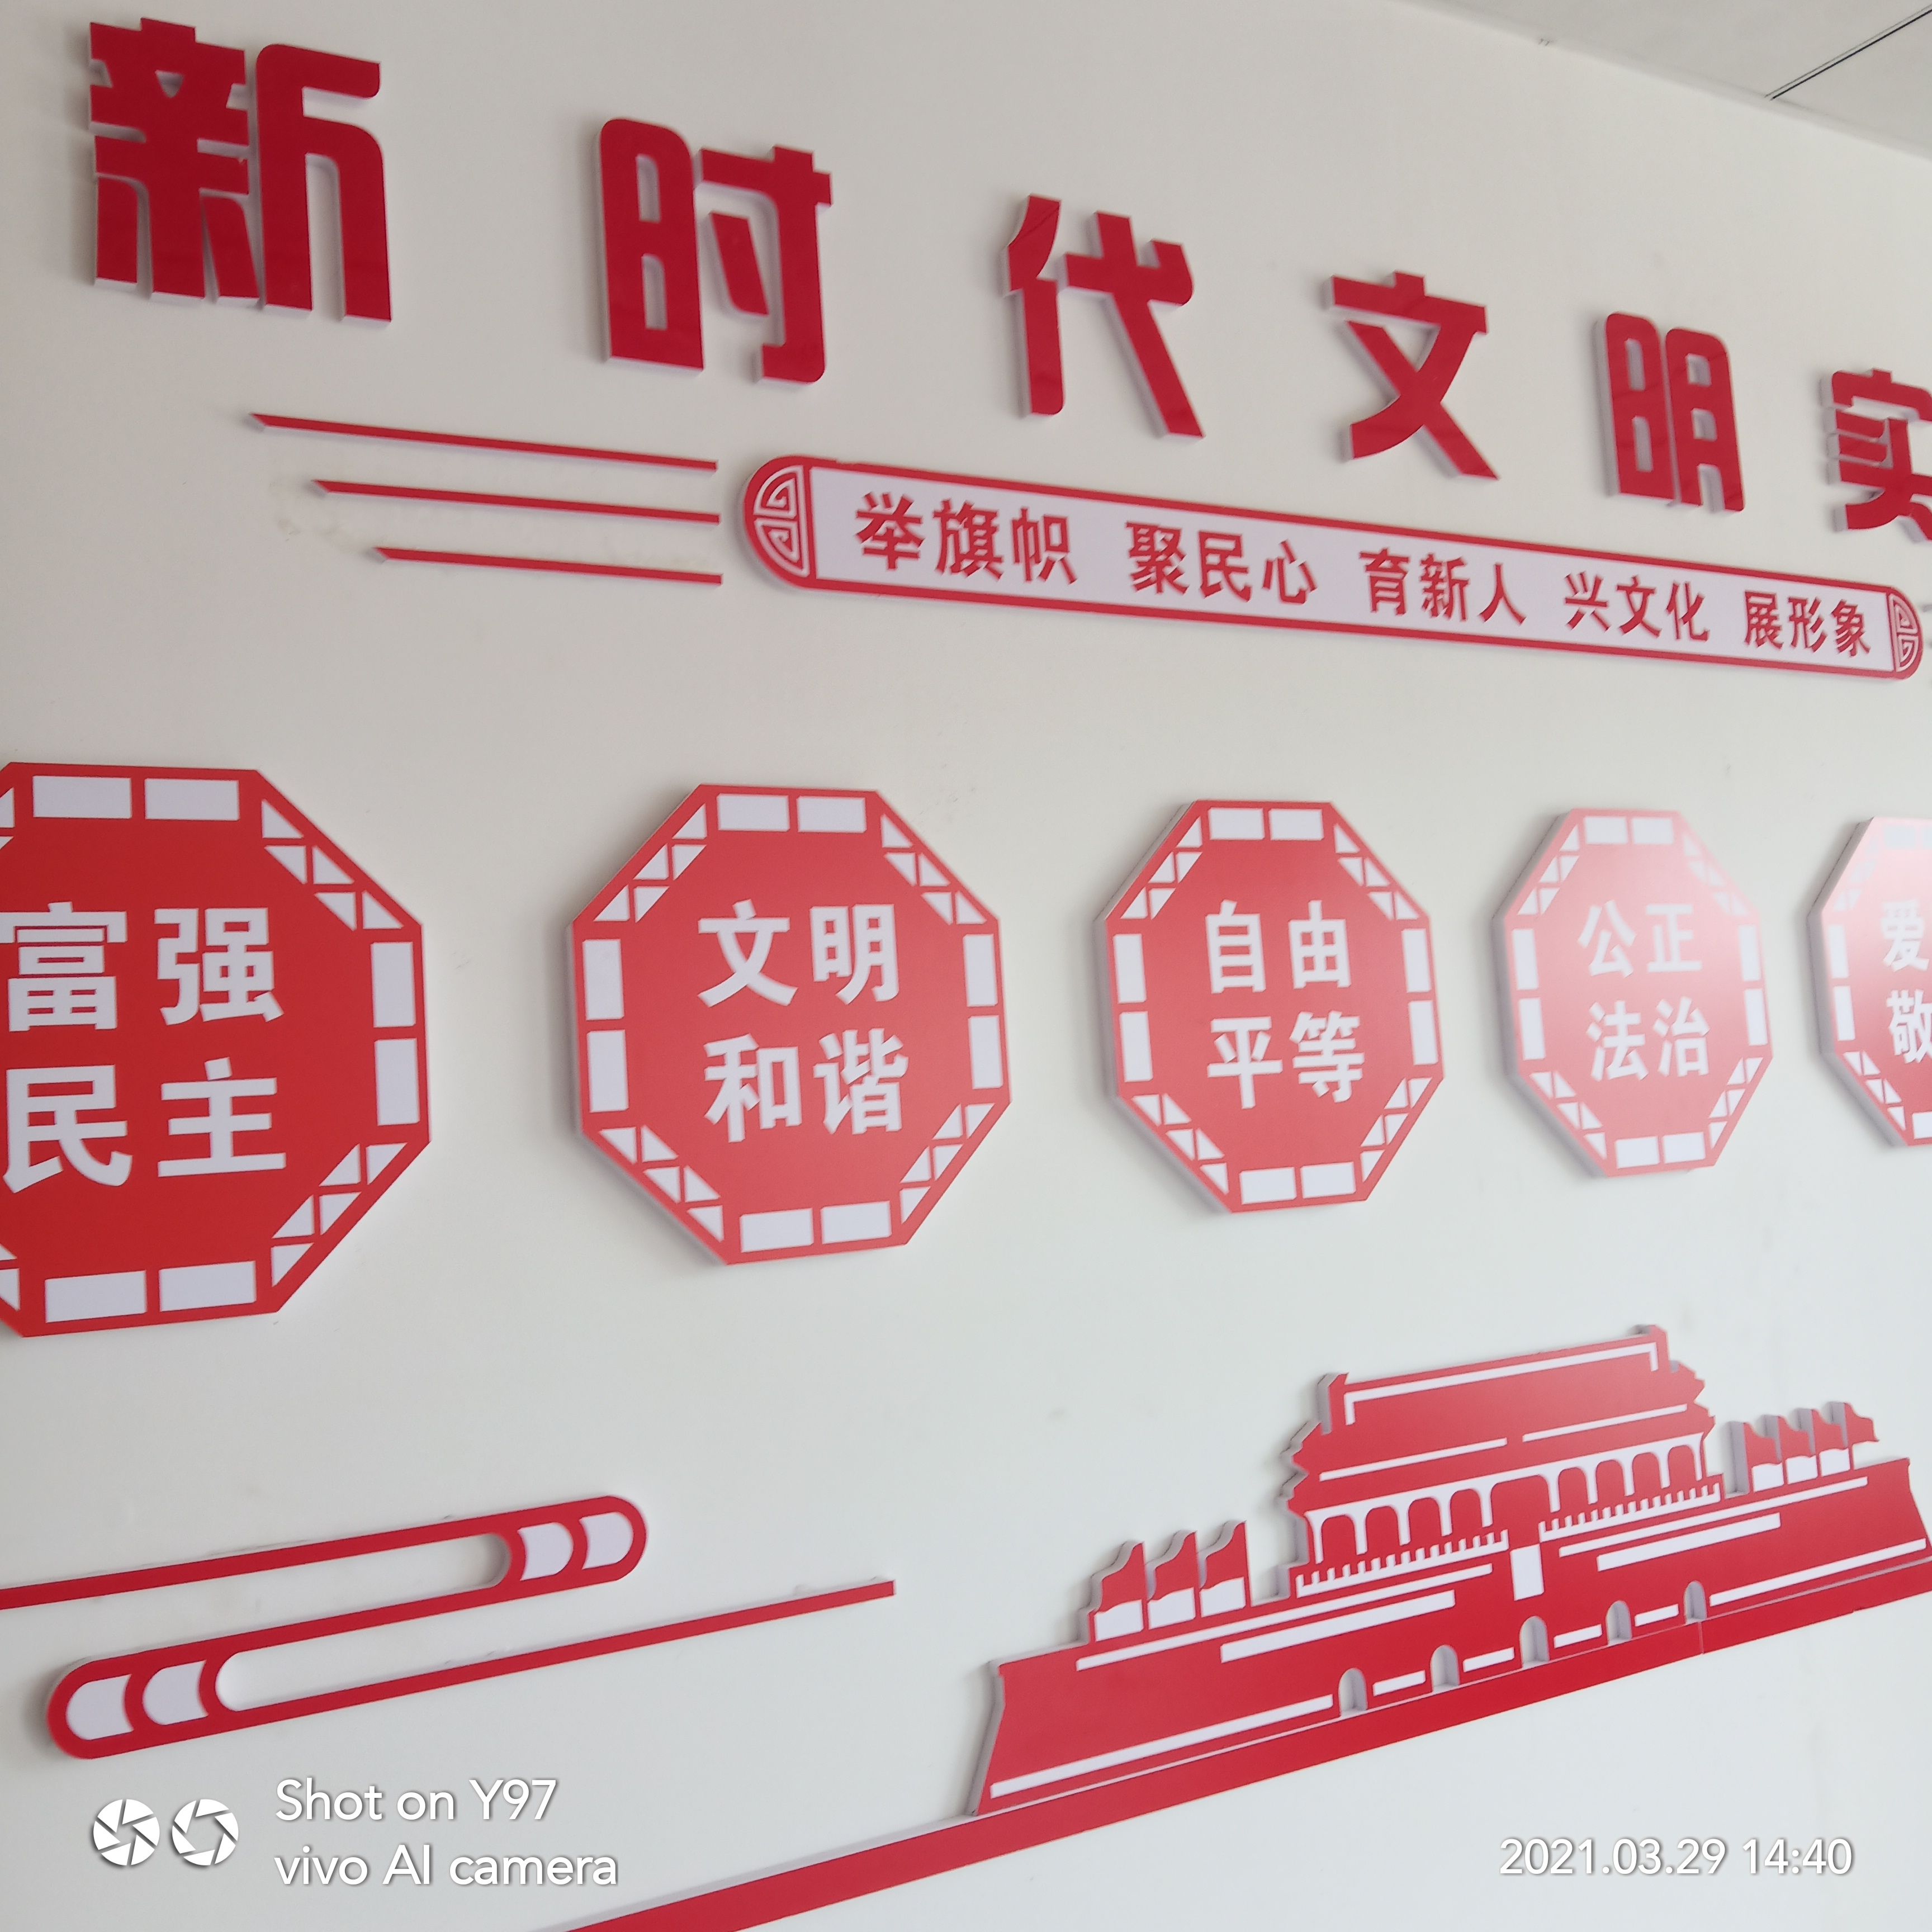 新时代文明实
举旗帜 聚民心 育新人 兴文化 展形象
富强
民主
文明
和谐
自由
平等
公正
法治
爱
敬
Shot on Y97
vivo AI camera
2021.03.29 14:40